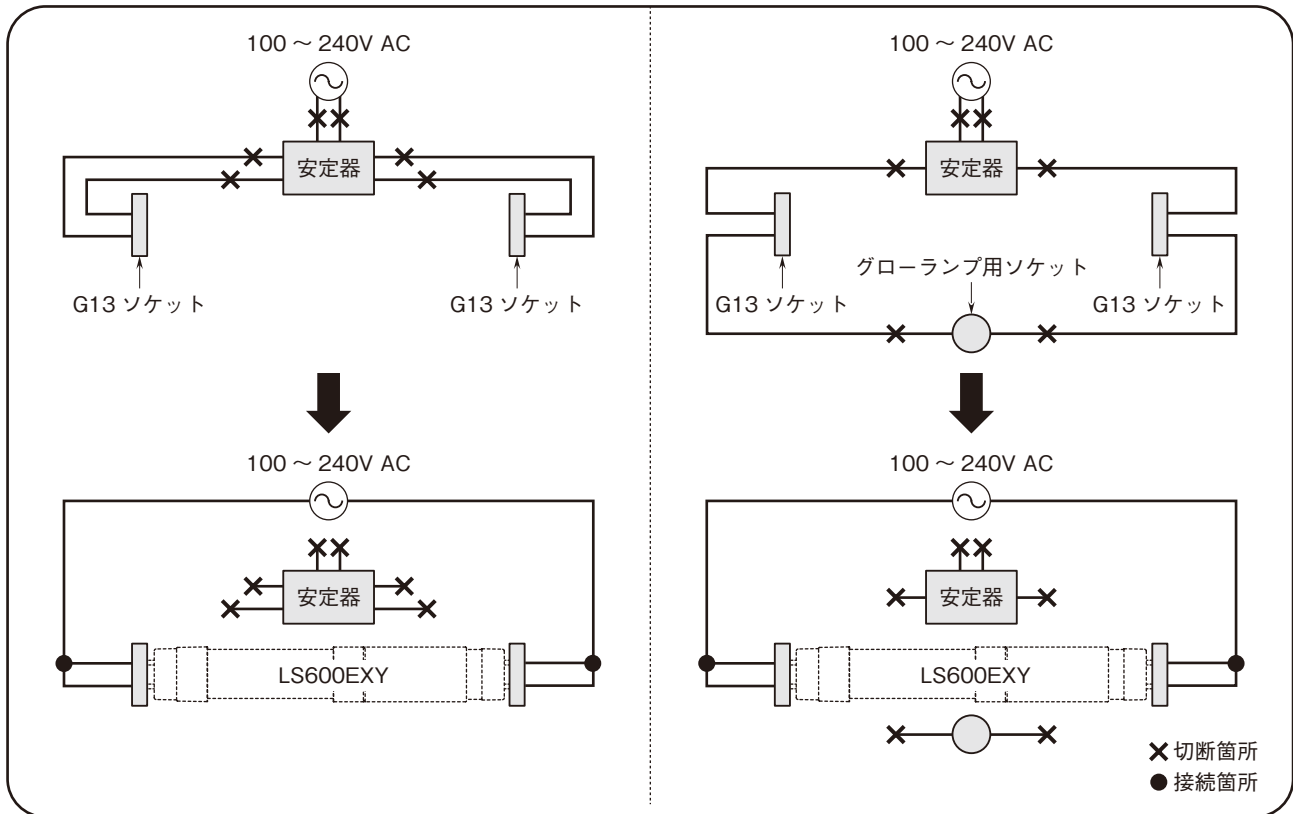 100 ～ 240V AC
安定器
G13 ソケット
G13 ソケット
100 ～ 240V AC
安定器
LS600EXY
100 ～ 240V AC
安定器
グローランプ用ソケット
G13 ソケット
G13 ソケット
100 ～ 240V AC
安定器
LS600EXY
切断箇所
接続箇所